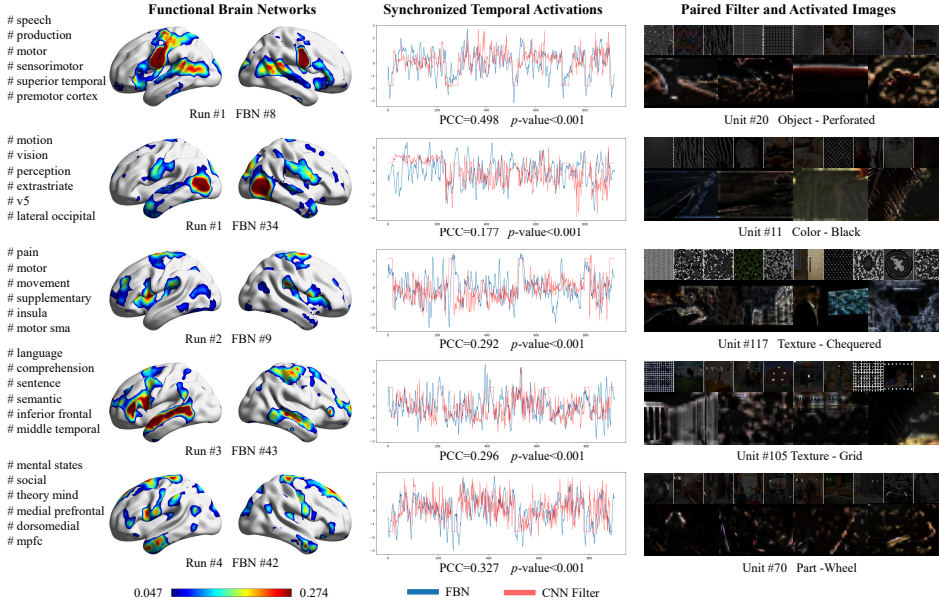 Functional Brain Networks
Synchronized Temporal Activations
Paired Filter and Activated Images
# speech
# production
# motor
# sensorimotor
# superior temporal
# premotor cortex
Run #1 FBN #8
PCC=0.498 p-value<0.001
Unit #20 Object - Perforated
# motion
# vision
# perception
# extrastriate
# v5
# lateral occipital
Run #1 FBN #34
PCC=0.177 p-value<0.001
Unit #11 Color - Black
# pain
# motor
# movement
# supplementary
# insula
# motor sma
Run #2 FBN #9
PCC=0.292 p-value<0.001
Unit #117 Texture - Chequered
# language
# comprehension
# sentence
# semantic
# inferior frontal
# middle temporal
Run #3 FBN #43
PCC=0.296 p-value<0.001
Unit #105 Texture - Grid
# mental states
# social
# theory mind
# medial prefrontal
# dorsomedial
# mpfc
Run #4 FBN #42
PCC=0.327 p-value<0.001
Unit #70 Part -Wheel
0.047 0.274
FBN
CNN Filter